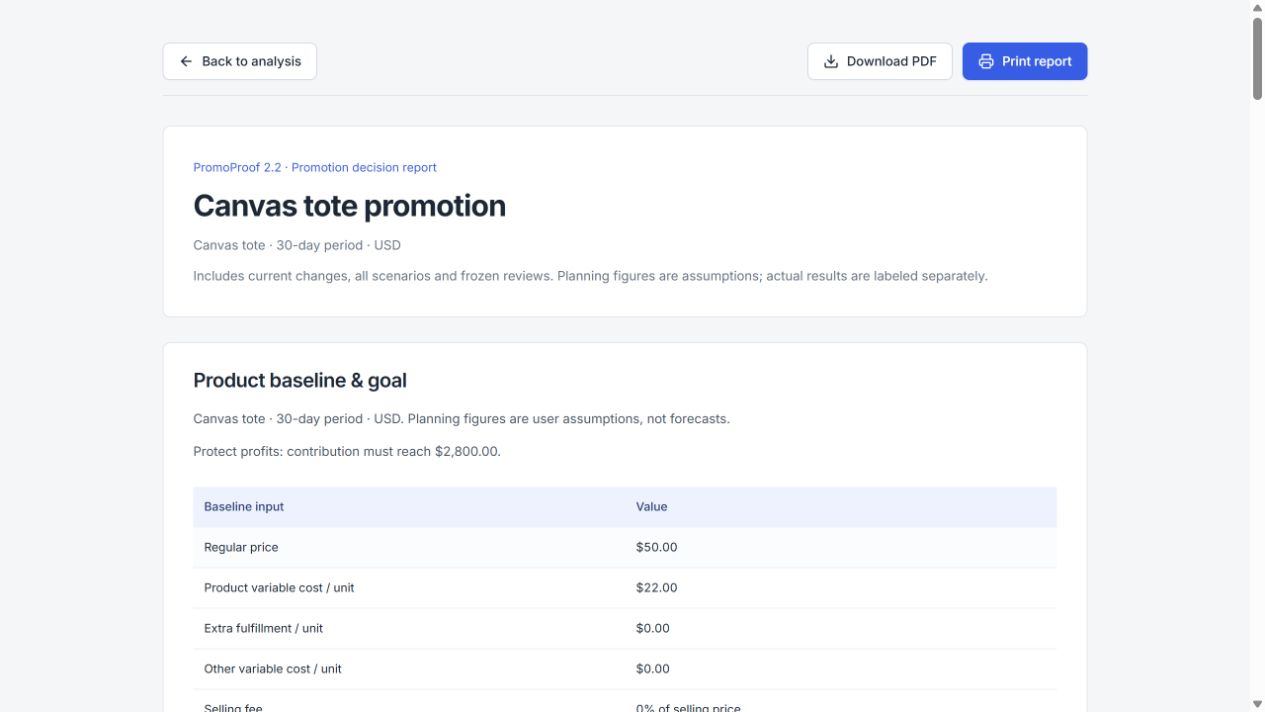 Back to analysis
Download PDF
Print report
PromoProof 2.2 · Promotion decision report
Canvas tote promotion
Canvas tote · 30-day period · USD
Includes current changes, all scenarios and frozen reviews. Planning figures are assumptions; actual results are labeled separately.
Product baseline & goal
Canvas tote · 30-day period · USD. Planning figures are user assumptions, not forecasts.
Protect profits: contribution must reach $2,800.00.
Baseline input Value
Regular price $50.00
Product variable cost / unit $22.00
Extra fulfillment / unit $0.00
Other variable cost / unit $0.00
Selling fee 0% of selling price